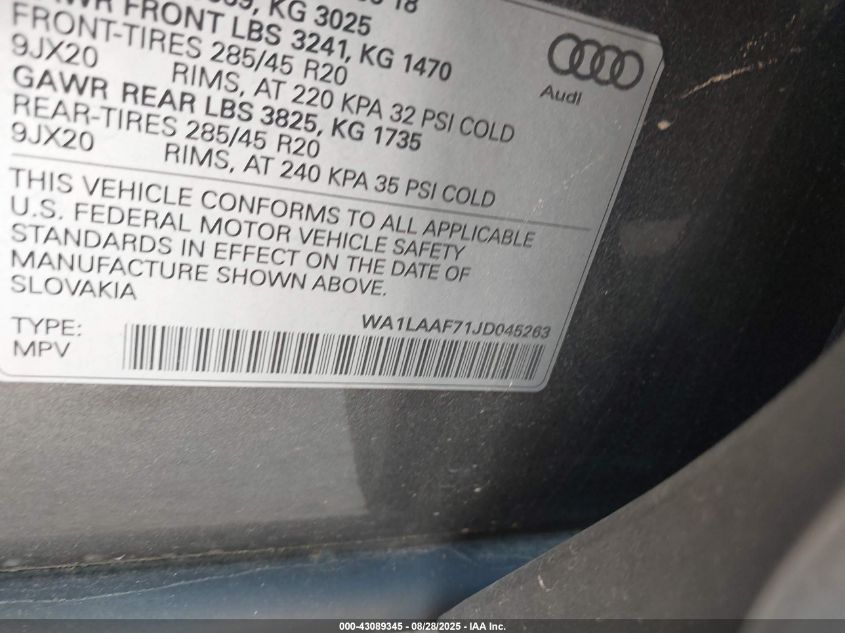 KG 3025
GAWR FRONT LBS 3241, KG 1470
FRONT-TIRES 285/45 R20
9JX20 RIMS, AT 220 KPA 32 PSI COLD
GAWR REAR LBS 3825, KG 1735
REAR-TIRES 285/45 R20
9JX20 RIMS, AT 240 KPA 35 PSI COLD
Audi
THIS VEHICLE CONFORMS TO ALL APPLICABLE
U.S. FEDERAL MOTOR VEHICLE SAFETY
STANDARDS IN EFFECT ON THE DATE OF
MANUFACTURE SHOWN ABOVE.
SLOVAKIA
WA1LAAF71JD045263
TYPE:
MPV
000-43089345 - 08/28/2025 - IAA Inc.